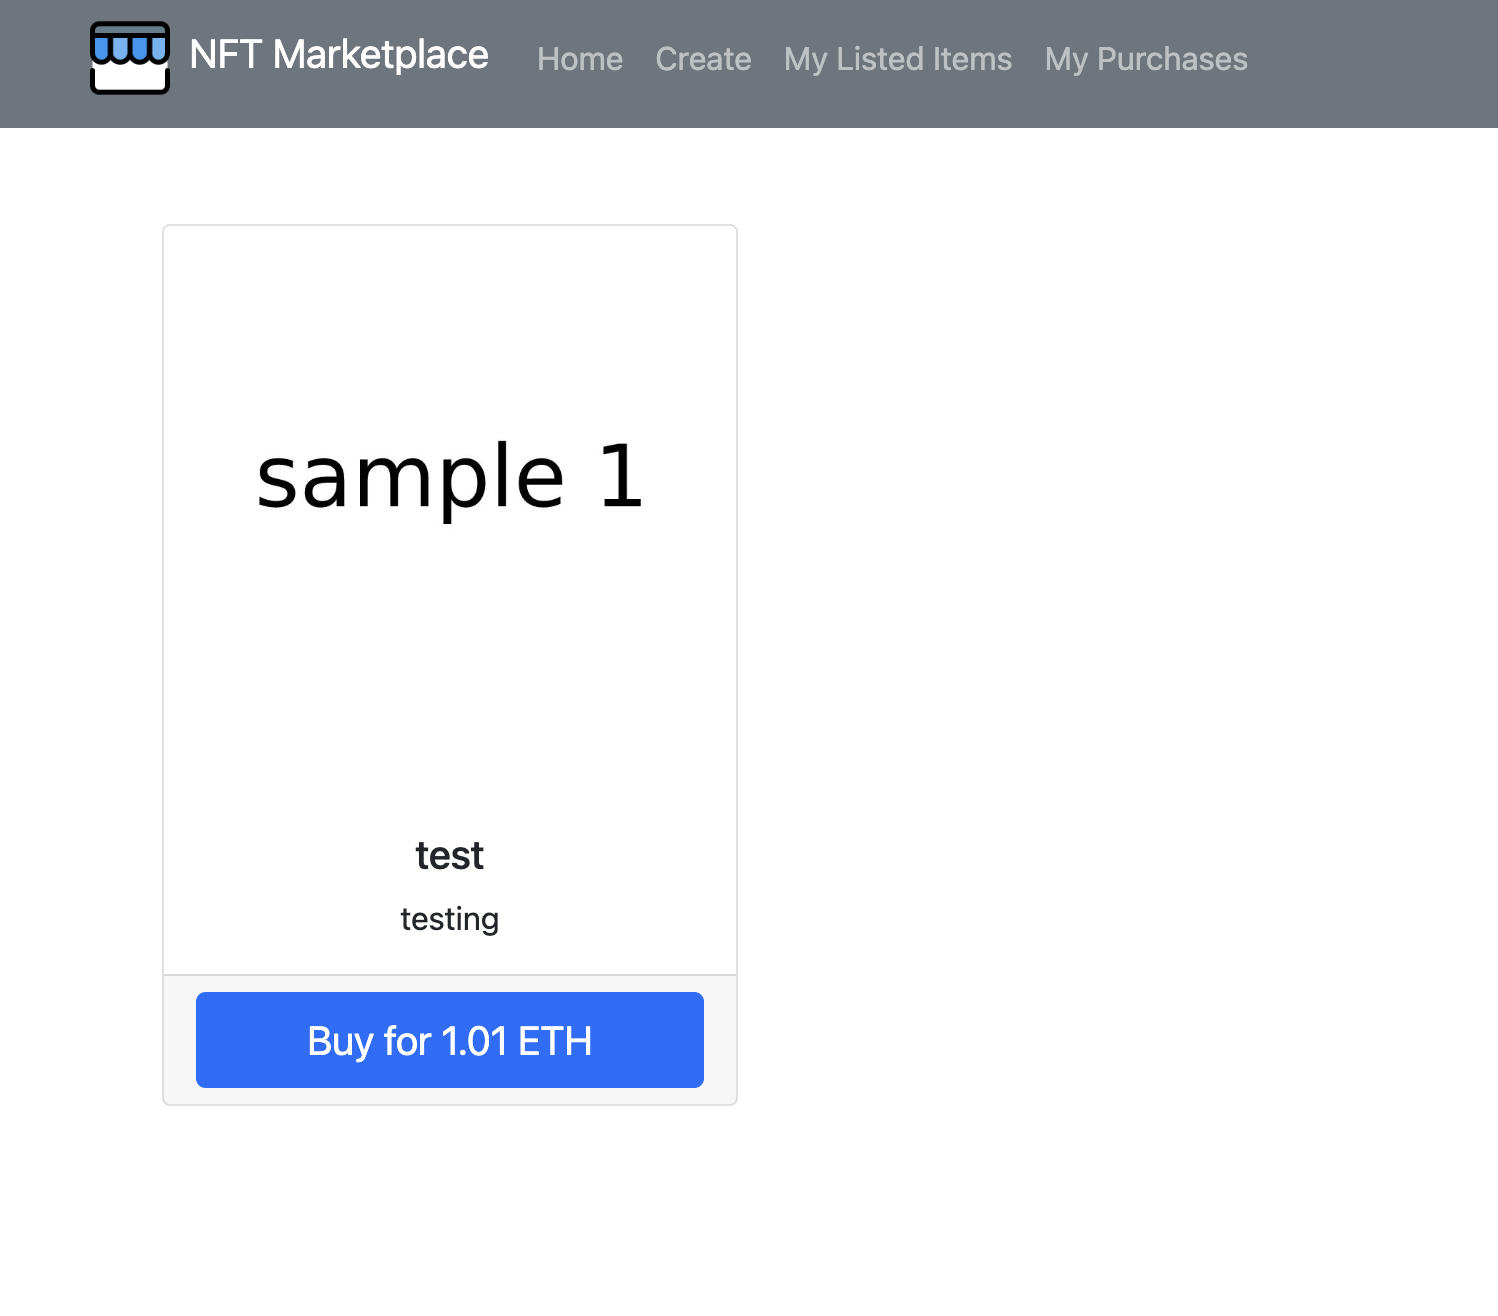 NFT Marketplace Home Create My Listed Items My Purchases
sample 1
test
testing
Buy for 1.01 ETH